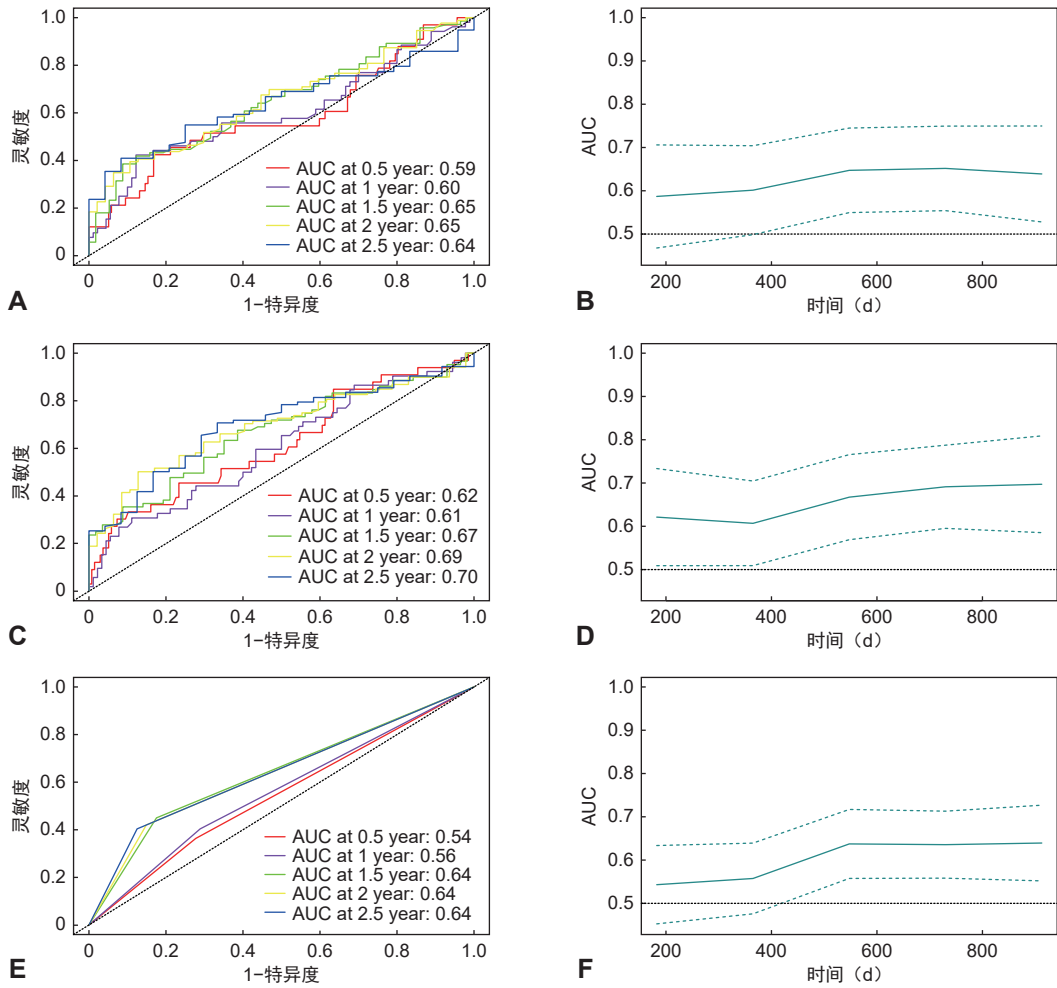 1.0
0.8
0.6
0.4
0.2
0
灵敏度
AUC at 0.5 year: 0.59
AUC at 1 year: 0.60
AUC at 1.5 year: 0.65
AUC at 2 year: 0.65
AUC at 2.5 year: 0.64
0 0.2 0.4 0.6 0.8 1.0
1-特异度
A
1.0
0.9
0.8
0.7
0.6
0.5
AUC
200 400 600 800
时间（d）
B
1.0
0.8
0.6
0.4
0.2
0
灵敏度
AUC at 0.5 year: 0.62
AUC at 1 year: 0.61
AUC at 1.5 year: 0.67
AUC at 2 year: 0.69
AUC at 2.5 year: 0.70
0 0.2 0.4 0.6 0.8 1.0
1-特异度
C
1.0
0.9
0.8
0.7
0.6
0.5
AUC
200 400 600 800
时间（d）
D
1.0
0.8
0.6
0.4
0.2
0
灵敏度
AUC at 0.5 year: 0.54
AUC at 1 year: 0.56
AUC at 1.5 year: 0.64
AUC at 2 year: 0.64
AUC at 2.5 year: 0.64
0 0.2 0.4 0.6 0.8 1.0
1-特异度
E
1.0
0.9
0.8
0.7
0.6
0.5
AUC
200 400 600 800
时间（d）
F